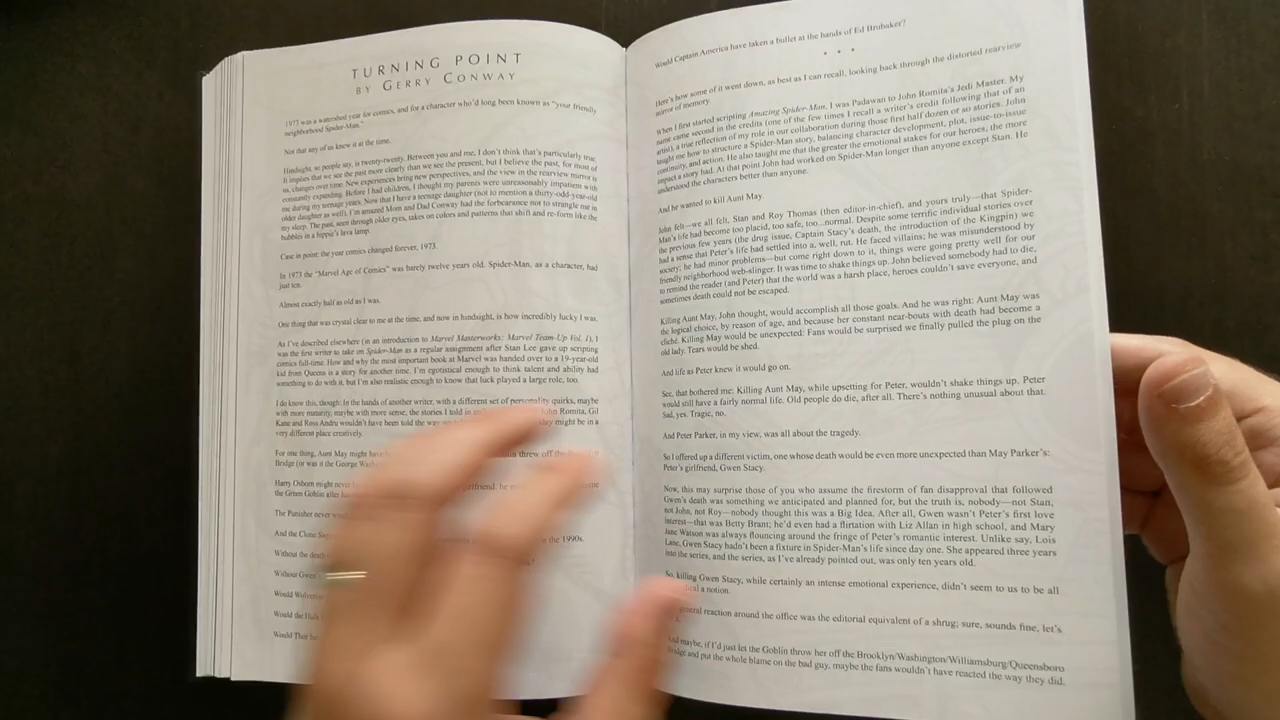 TURNING POINT
BY GERRY CONWAY
1973 was a watershed year for comics, and for a character who'd long been known as "your friendly
neighborhood Spider-Man."
Not that any of us knew it at the time.
Hindsight, so people say, is twenty-twenty. Between you and me, I don't think that's particularly true.
It implies that we see the past more clearly than we see the present, but I believe the past, for most of
us, changes over time. New experiences bring new perspectives, and the view in the rearview mirror is
constantly expanding. Before I had children, I thought my parents were unreasonably impatient with
me during my teenage years. Now that I have a teenage daughter (not to mention a thirty-odd-year-old
older daughter as well), I'm amazed Mom and Dad Conway had the forbearance not to strangle me in
my sleep. The past, seen through older eyes, takes on colors and patterns that shift and re-form like the
bubbles in a hippie's lava lamp.
Case in point: the year comics changed forever, 1973.
In 1973 the "Marvel Age of Comics" was barely twelve years old. Spider-Man, as a character, had
just ten.
Almost exactly half as old as I was.
One thing that was crystal clear to me at the time, and now in hindsight, is how incredibly lucky I was.
As I've described elsewhere (in an introduction to Marvel Masterworks: Marvel Team-Up Vol. 1), I
was the first writer to take on Spider-Man as a regular assignment after Stan Lee gave up scripting
comics full-time. How and why the most important book at Marvel was handed over to a 19-year-old
kid from Queens is a story for another time. I'm egotistical enough to think talent and ability had
something to do with it, but I'm also realistic enough to know that luck played a large role, too.
I do know this, though: In the hands of another writer, with a different set of personality quirks, maybe
with more maturity, maybe with more sense, the stories I told in John Romita, Gil
Kane and Ross Andru wouldn't have been told the way might be in a
very different place creatively.
For one thing, Aunt May might have threw off the
Bridge (or was it the George
Harry Osborn might never girlfriend, he
the Green Goblin after
The Punisher never
And the Clone in the 1990s.
Without the death
Without Gwen's
Would Wolverine
Would the Hulk
Would Thor
Would Captain America have taken a bullet at the hands of Ed Brubaker?
• • •
Here's how some of it went down, as best as I can recall, looking back through the distorted rearview
mirror of memory.
When I first started scripting Amazing Spider-Man, I was Padawan to John Romita's Jedi Master. My
name came second in the credits (one of the few times I recall a writer's credit following that of an
artist), a true reflection of my role in our collaboration during those first half dozen or so stories. John
taught me how to structure a Spider-Man story, balancing character development, plot, issue-to-issue
continuity, and action. He also taught me that the greater the emotional stakes for our heroes, the more
impact a story had. At that point John had worked on Spider-Man longer than anyone except Stan. He
understood the characters better than anyone.
And he wanted to kill Aunt May.
John felt—we all felt, Stan and Roy Thomas (then editor-in-chief), and yours truly—that Spider-
Man's life had become too placid, too safe, too...normal. Despite some terrific individual stories over
the previous few years (the drug issue, Captain Stacy's death, the introduction of the Kingpin) we
had a sense that Peter's life had settled into a, well, rut. He faced villains; he was misunderstood by
society; he had minor problems—but come right down to it, things were going pretty well for our
friendly neighborhood web-slinger. It was time to shake things up. John believed somebody had to die,
to remind the reader (and Peter) that the world was a harsh place, heroes couldn't save everyone, and
sometimes death could not be escaped.
Killing Aunt May, John thought, would accomplish all those goals. And he was right: Aunt May was
the logical choice, by reason of age, and because her constant near-bouts with death had become a
cliché. Killing May would be unexpected: Fans would be surprised we finally pulled the plug on the
old lady. Tears would be shed.
And life as Peter knew it would go on.
See, that bothered me: Killing Aunt May, while upsetting for Peter, wouldn't shake things up. Peter
would still have a fairly normal life. Old people do die, after all. There's nothing unusual about that.
Sad, yes. Tragic, no.
And Peter Parker, in my view, was all about the tragedy.
So I offered up a different victim, one whose death would be even more unexpected than May Parker's:
Peter's girlfriend, Gwen Stacy.
Now, this may surprise those of you who assume the firestorm of fan disapproval that followed
Gwen's death was something we anticipated and planned for, but the truth is, nobody—not Stan,
not John, not Roy—nobody thought this was a Big Idea. After all, Gwen wasn't Peter's first love
interest—that was Betty Brant; he'd even had a flirtation with Liz Allan in high school, and Mary
Jane Watson was always flouncing around the fringe of Peter's romantic interest. Unlike say, Lois
Lane, Gwen Stacy hadn't been a fixture in Spider-Man's life since day one. She appeared three years
into the series, and the series, as I've already pointed out, was only ten years old.
So, killing Gwen Stacy, while certainly an intense emotional experience, didn't seem to us to be all
a notion.
general reaction around the office was the editorial equivalent of a shrug; sure, sounds fine, let's
And maybe, if I'd just let the Goblin throw her off the Brooklyn/Washington/Williamsburg/Queensboro
Bridge and put the whole blame on the bad guy, maybe the fans wouldn't have reacted the way they did.